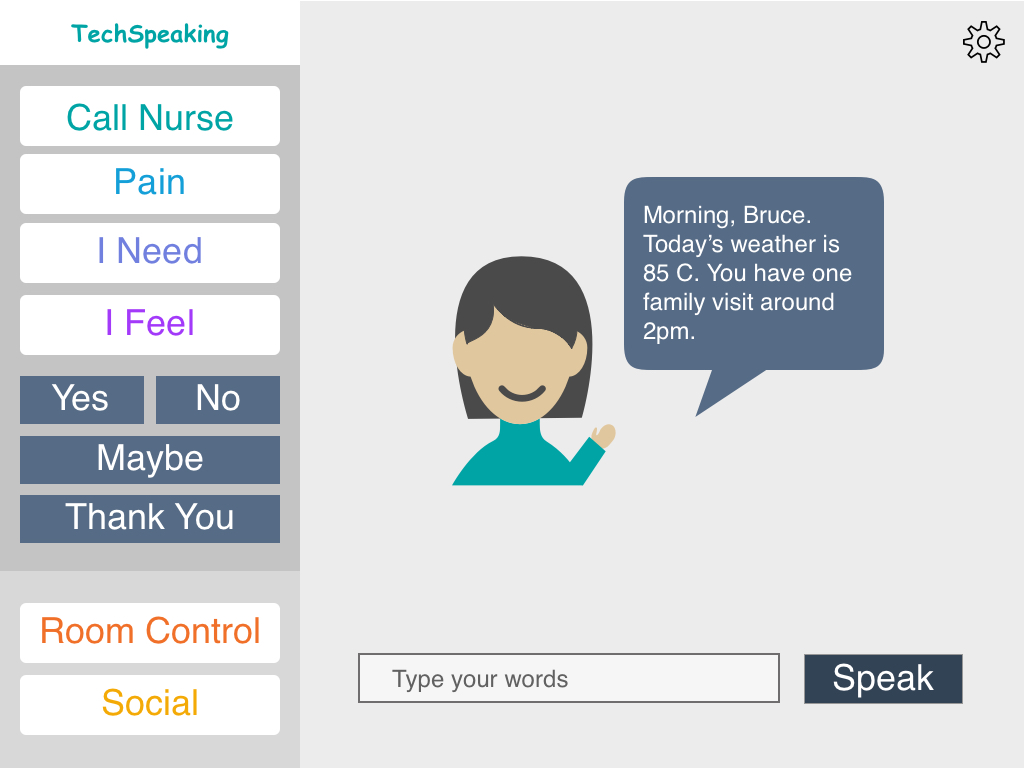 TechSpeaking
Call Nurse
Pain
I Need
I Feel
Yes No
Maybe
Thank You
Room Control
Social
Morning, Bruce.
Today’s weather is
85 C. You have one
family visit around
2pm.
Type your words
Speak